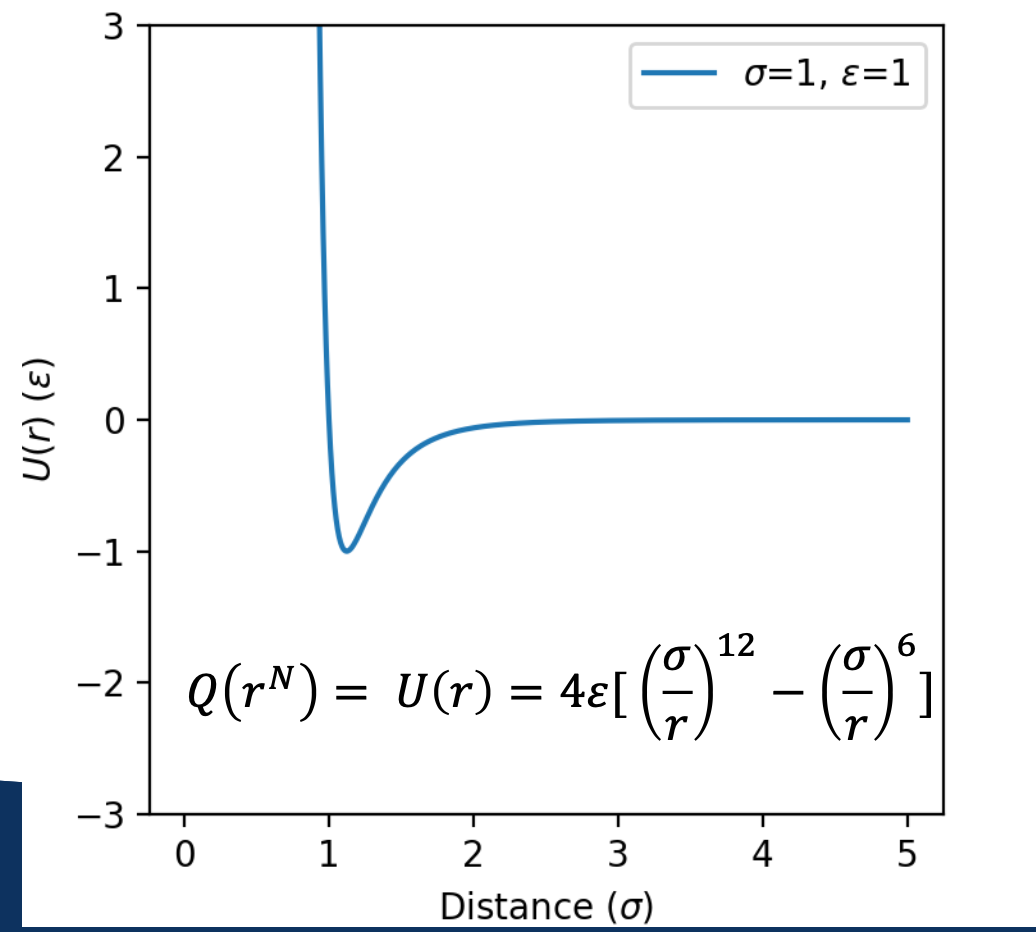 3
2
1
0
−1
−2
−3
U(r) (ε)
σ=1, ε=1
Q(r^N) = U(r) = 4ε[(σ/r)^12 − (σ/r)^6]
0 1 2 3 4 5
Distance (σ)